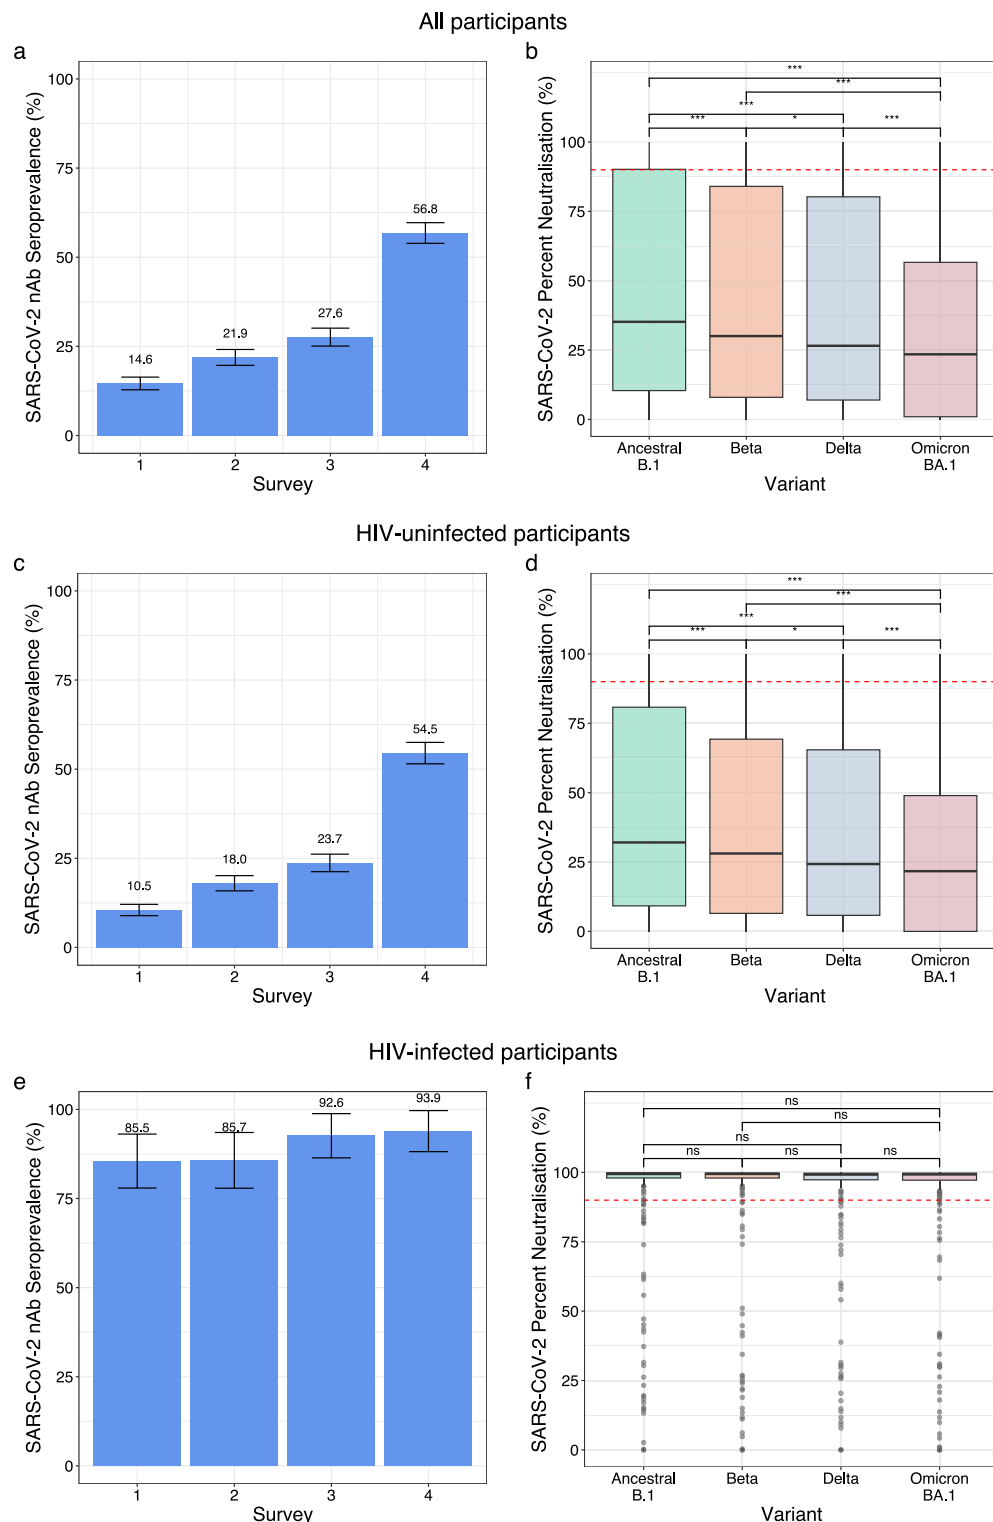 All participants
a
SARS-CoV-2 nAb Seroprevalence (%)
100
75
50
25
0
14.6
21.9
27.6
56.8
1 2 3 4
Survey
b
SARS-CoV-2 Percent Neutralisation (%)
100
75
50
25
0
***
***
***
*** * ***
Ancestral B.1
Beta
Delta
Omicron BA.1
Variant
HIV-uninfected participants
c
SARS-CoV-2 nAb Seroprevalence (%)
100
75
50
25
0
10.5
18.0
23.7
54.5
1 2 3 4
Survey
d
SARS-CoV-2 Percent Neutralisation (%)
100
75
50
25
0
***
***
***
*** * ***
Ancestral B.1
Beta
Delta
Omicron BA.1
Variant
HIV-infected participants
e
SARS-CoV-2 nAb Seroprevalence (%)
100
75
50
25
0
85.5
85.7
92.6
93.9
1 2 3 4
Survey
f
SARS-CoV-2 Percent Neutralisation (%)
100
75
50
25
0
ns
ns
ns
ns ns ns
Ancestral B.1
Beta
Delta
Omicron BA.1
Variant